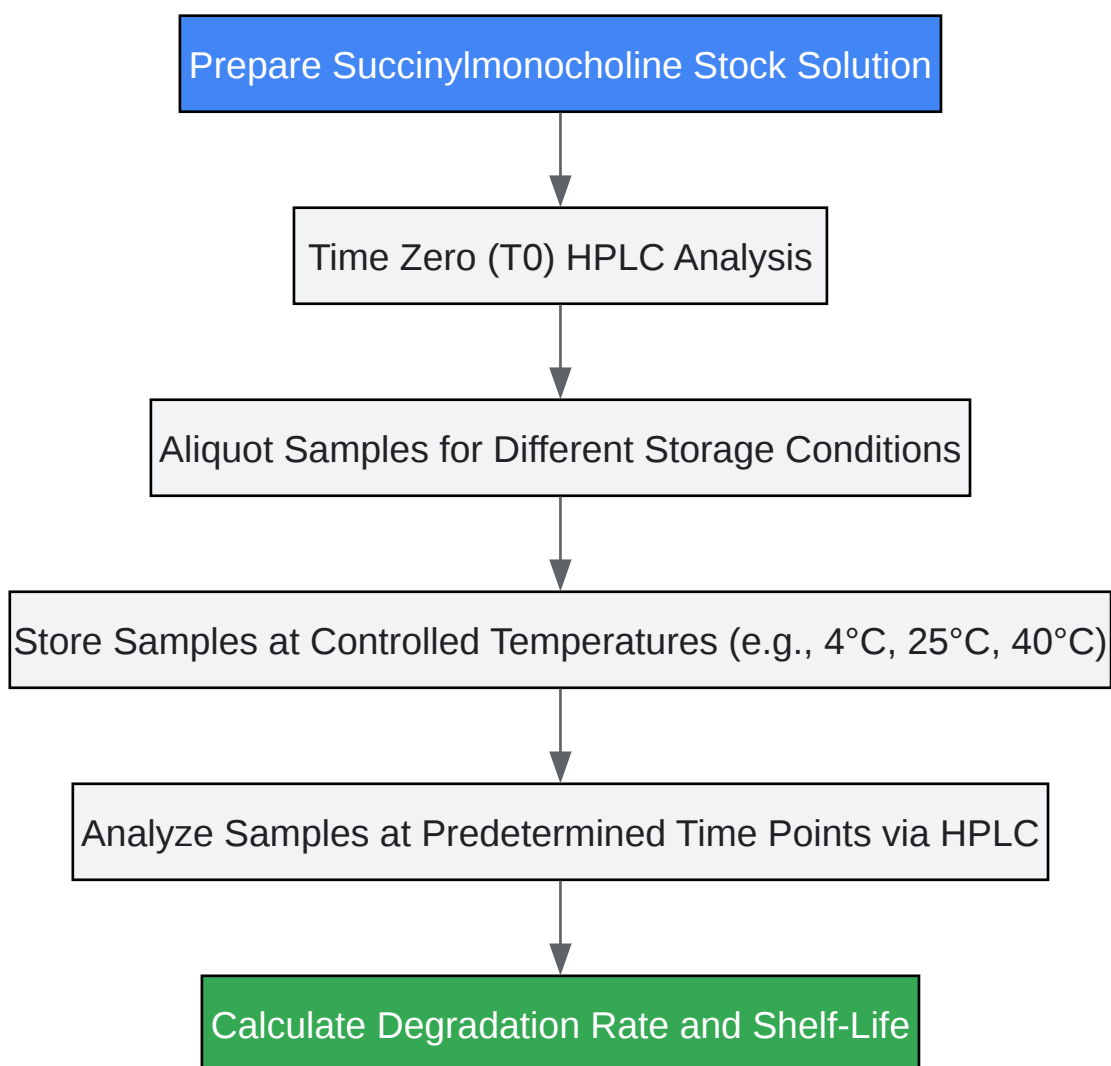 Prepare Succinylmonocholine Stock Solution
Time Zero (T0) HPLC Analysis
Aliquot Samples for Different Storage Conditions
Store Samples at Controlled Temperatures (e.g., 4°C, 25°C, 40°C)
Analyze Samples at Predetermined Time Points via HPLC
Calculate Degradation Rate and Shelf-Life